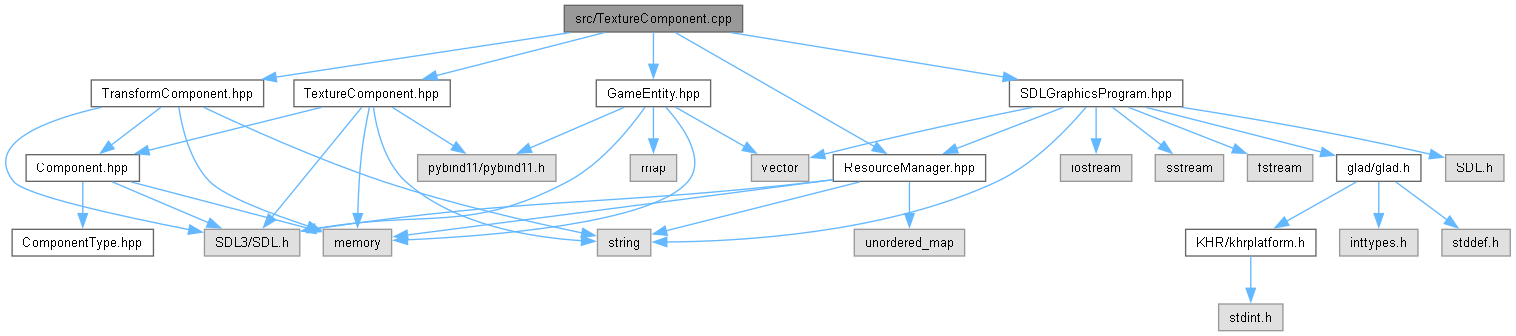 src/TextureComponent.cpp
TransformComponent.hpp
TextureComponent.hpp
GameEntity.hpp
SDLGraphicsProgram.hpp
Component.hpp
pybind11/pybind11.h
map
vector
ResourceManager.hpp
iostream
sstream
fstream
glad/glad.h
SDL.h
ComponentType.hpp
SDL3/SDL.h
memory
string
unordered_map
KHR/khrplatform.h
inttypes.h
stddef.h
stdint.h